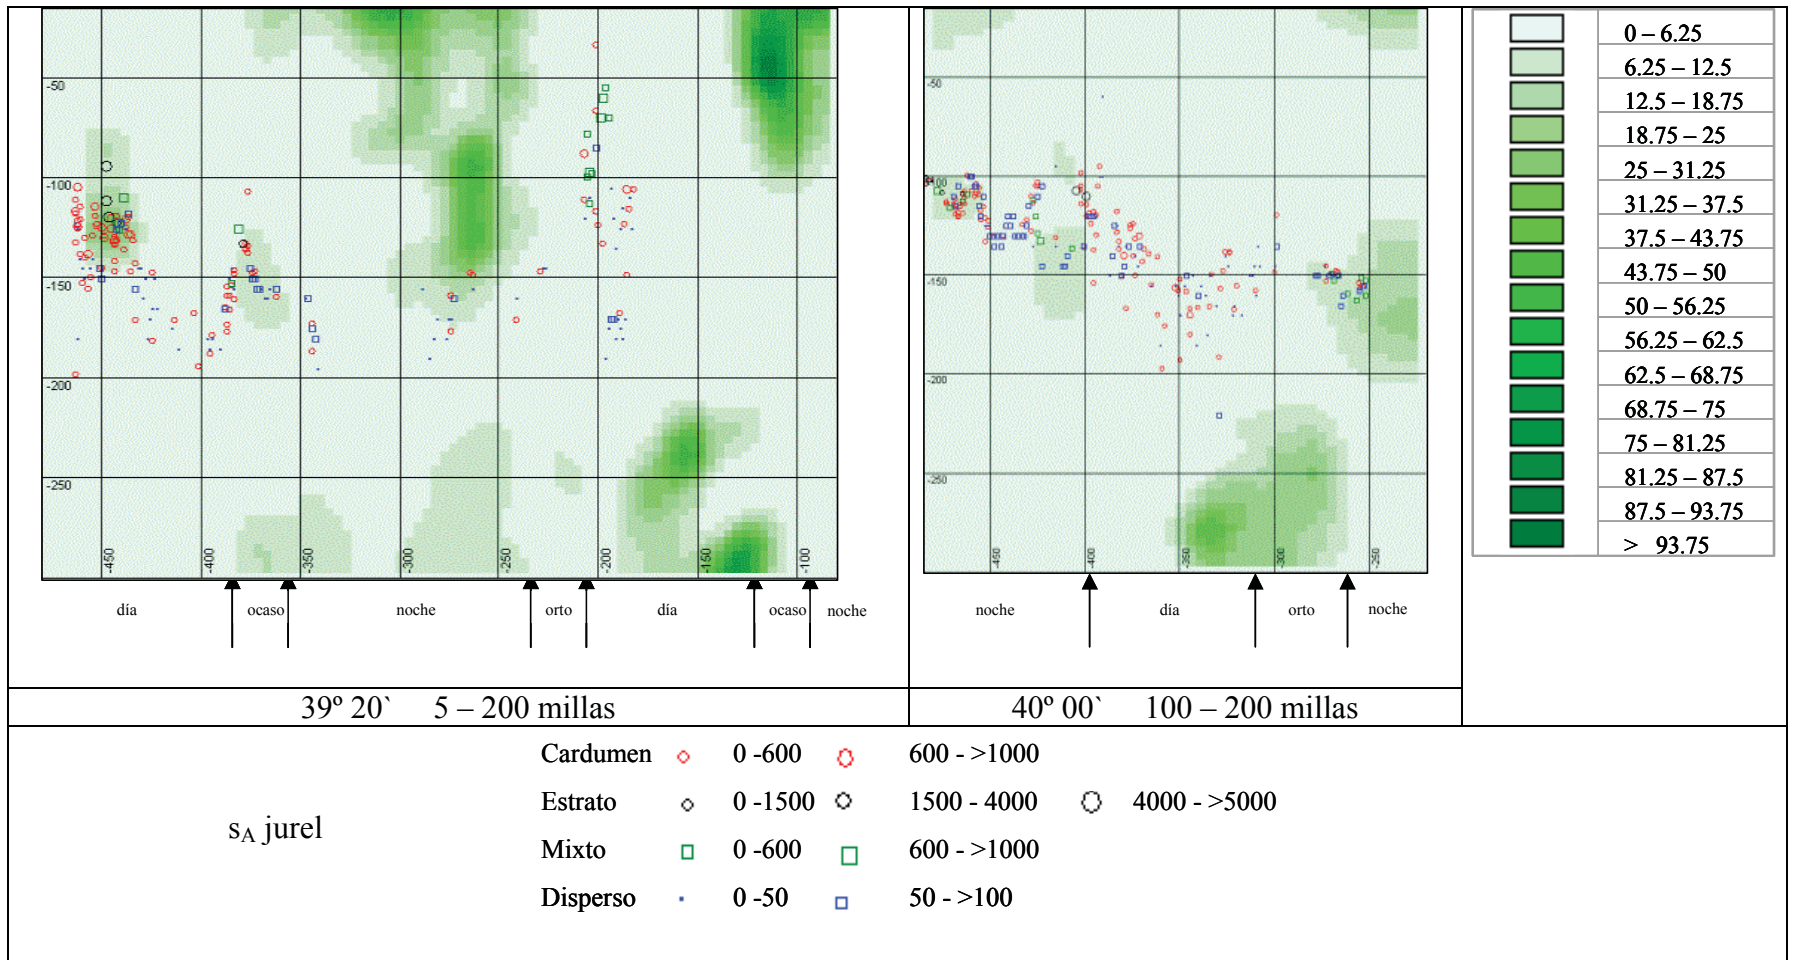 -50
-100
-150
-200
-250
-450
-400
-350
-300
-250
-200
-150
-100
día
ocaso
noche
orto
día
ocaso
noche
39º 20` 5 – 200 millas
-50
-100
-150
-200
-250
-450
-400
-350
-300
-250
noche
día
orto
noche
40º 00` 100 – 200 millas
0 – 6.25
6.25 – 12.5
12.5 – 18.75
18.75 – 25
25 – 31.25
31.25 – 37.5
37.5 – 43.75
43.75 – 50
50 – 56.25
56.25 – 62.5
62.5 – 68.75
68.75 – 75
75 – 81.25
81.25 – 87.5
87.5 – 93.75
> 93.75
sA jurel
Cardumen 0 -600 600 - >1000
Estrato 0 -1500 1500 - 4000 4000 - >5000
Mixto 0 -600 600 - >1000
Disperso 0 -50 50 - >100